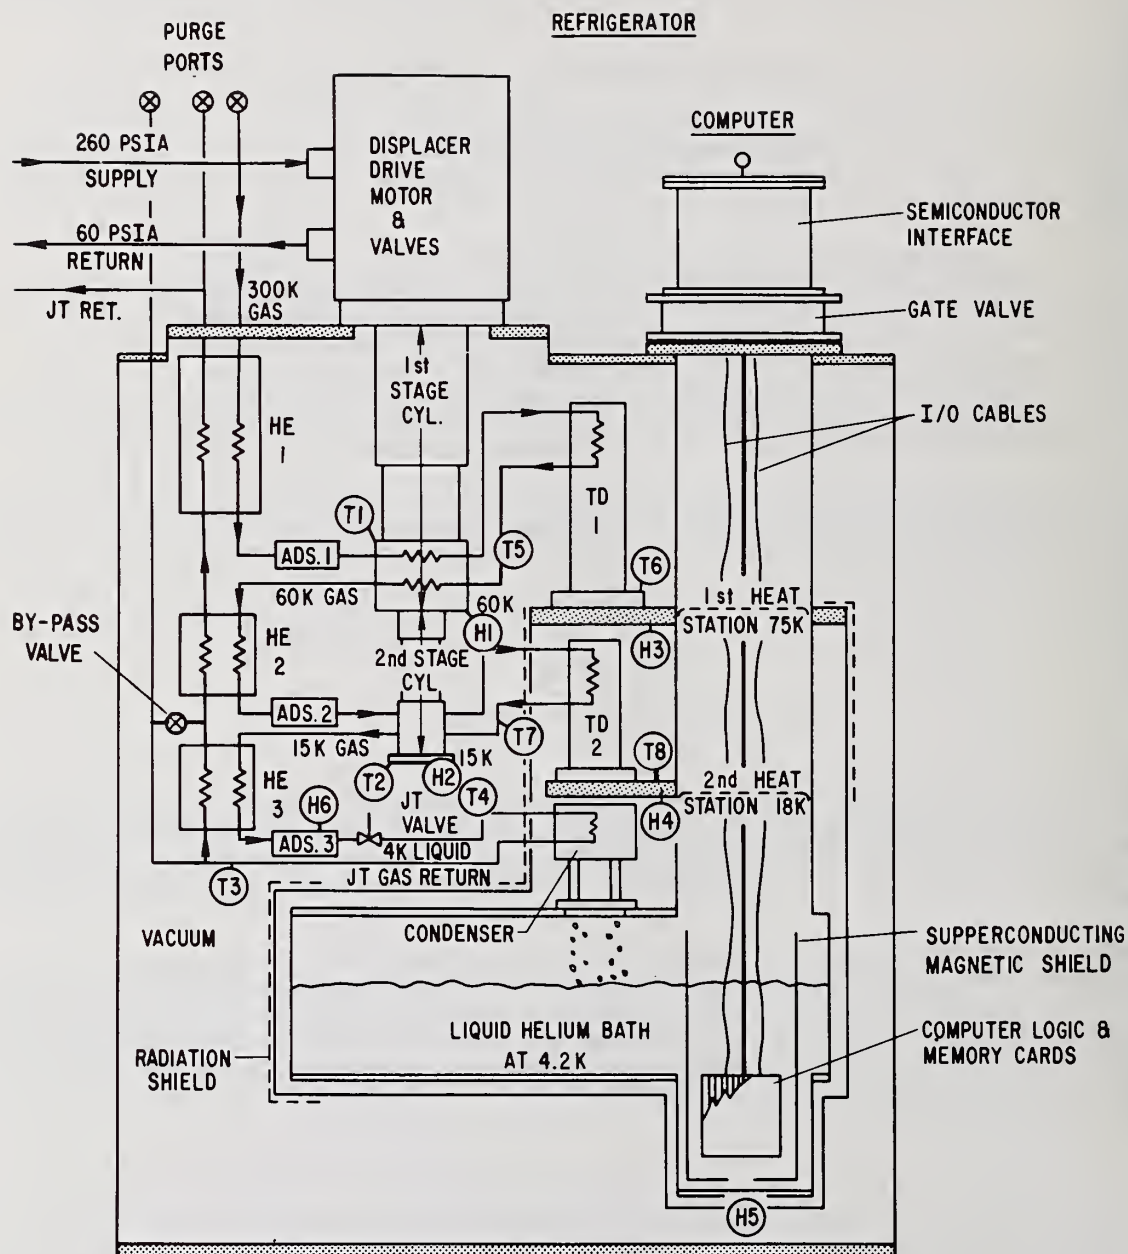 REFRIGERATOR
PURGE
PORTS
260 PSIA
SUPPLY
60 PSIA
RETURN
JT RET.
300K
GAS
DISPLACER
DRIVE
MOTOR
&
VALVES
COMPUTER
SEMICONDUCTOR
INTERFACE
GATE VALVE
I/O CABLES
1st
STAGE
CYL.
HE
1
T1
ADS.1
T5
TD
1
T6
60K GAS
60K
H1
1st HEAT
STATION 75K
H3
BY-PASS
VALVE
HE
2
2nd STAGE
CYL
ADS.2
15K GAS
15K
T7
TD
2
T8
T2
H2
T4
2nd HEAT
STATION 18K
H4
HE
3
H6
JT
VALVE
ADS.3
4K LIQUID
T3
JT GAS RETURN
VACUUM
CONDENSER
SUPPERCONDUCTING
MAGNETIC SHIELD
LIQUID HELIUM BATH
AT 4.2K
RADIATION
SHIELD
COMPUTER LOGIC &
MEMORY CARDS
H5